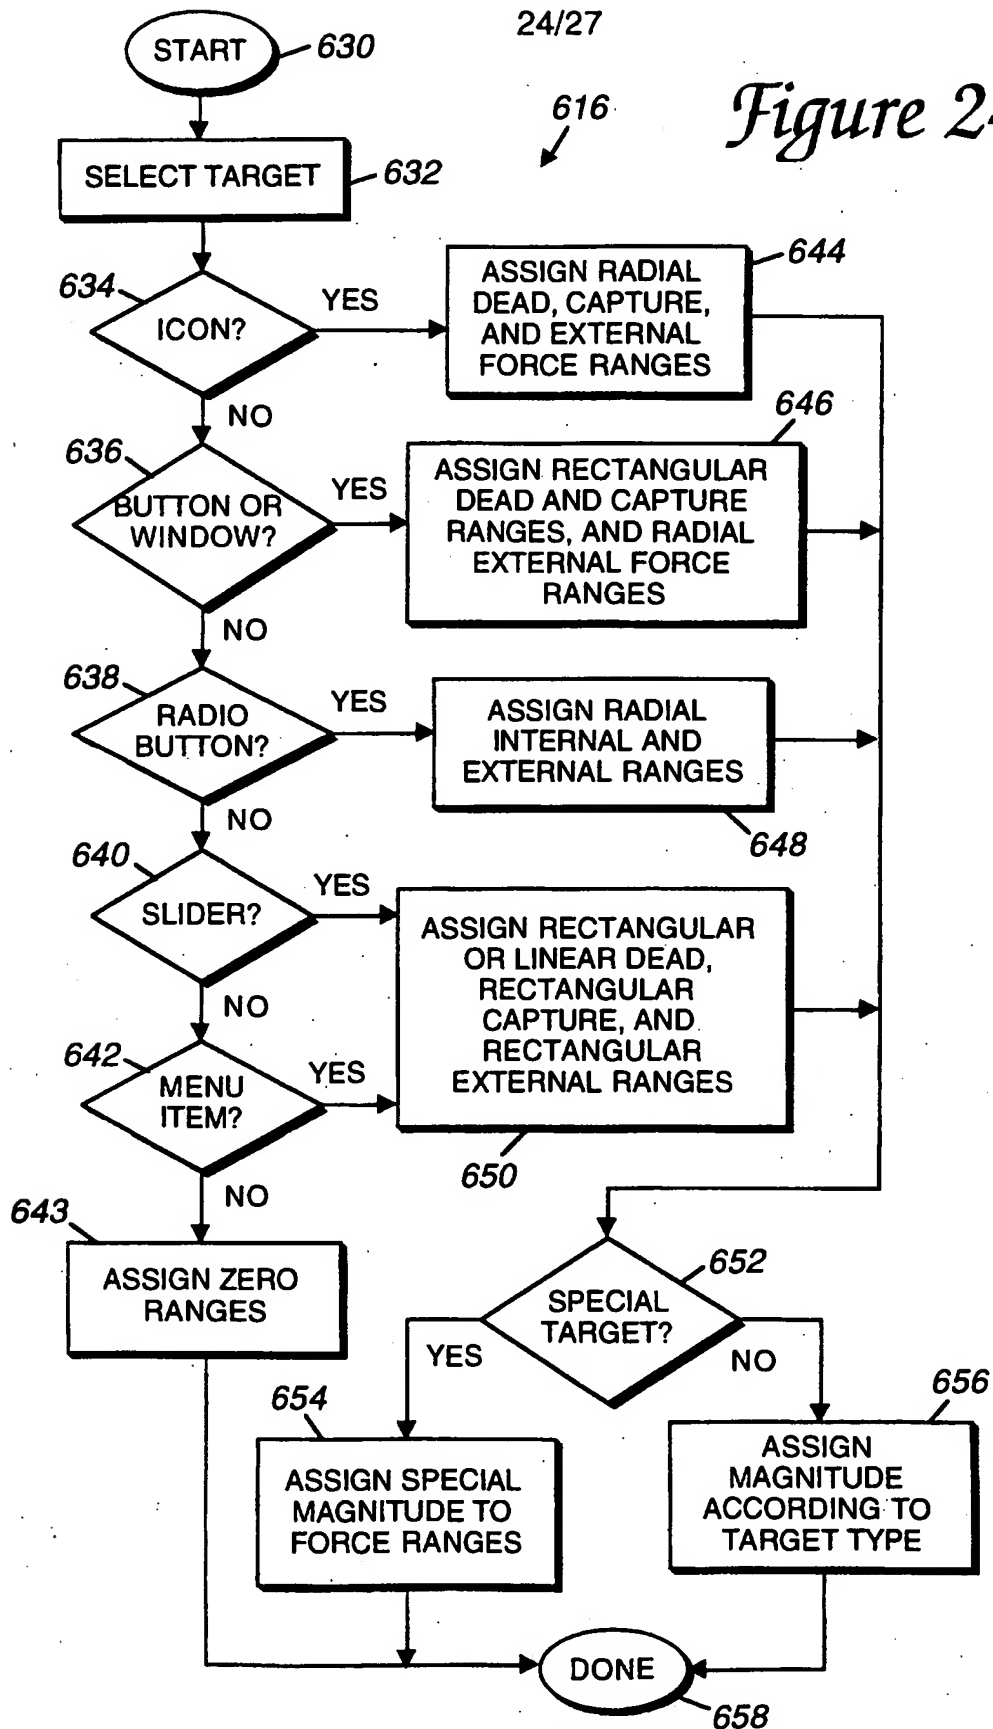 24/27
START
630
616
Figure 2
SELECT TARGET
632
634
ICON?
YES
NO
ASSIGN RADIAL
DEAD, CAPTURE,
AND EXTERNAL
FORCE RANGES
644
636
BUTTON OR
WINDOW?
YES
NO
646
ASSIGN RECTANGULAR
DEAD AND CAPTURE
RANGES, AND RADIAL
EXTERNAL FORCE
RANGES
638
RADIO
BUTTON?
YES
NO
ASSIGN RADIAL
INTERNAL AND
EXTERNAL RANGES
648
640
SLIDER?
YES
NO
ASSIGN RECTANGULAR
OR LINEAR DEAD,
RECTANGULAR
CAPTURE, AND
RECTANGULAR
EXTERNAL RANGES
650
642
MENU
ITEM?
YES
NO
643
ASSIGN ZERO
RANGES
652
SPECIAL
TARGET?
YES
NO
654
ASSIGN SPECIAL
MAGNITUDE TO
FORCE RANGES
656
ASSIGN
MAGNITUDE
ACCORDING TO
TARGET TYPE
DONE
658